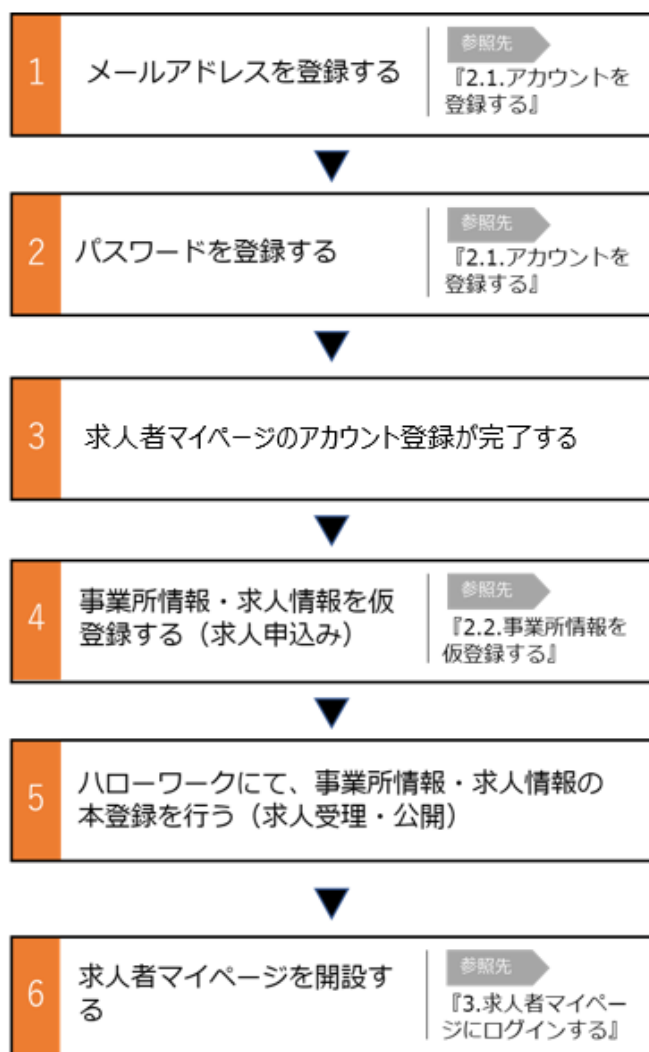 1
メールアドレスを登録する
参照先
『2.1.アカウントを
登録する』
2
パスワードを登録する
参照先
『2.1.アカウントを
登録する』
3
求人者マイページのアカウント登録が完了する
4
事業所情報・求人情報を仮
登録する（求人申込み）
参照先
『2.2.事業所情報を
仮登録する』
5
ハローワークにて、事業所情報・求人情報の
本登録を行う（求人受理・公開）
6
求人者マイページを開設す
る
参照先
『3.求人者マイペー
ジにログインする』